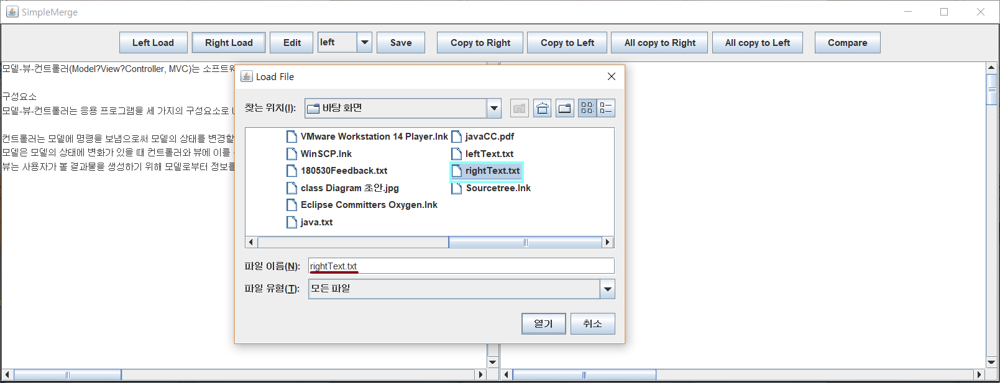 SimpleMerge
Left Load Right Load Edit left Save Copy to Right Copy to Left All copy to Right All copy to Left Compare
모델-뷰-컨트롤러(Model?View?Controller, MVC)는 소프트웨
구성요소
모델-뷰-컨트롤러는 응용 프로그램을 세 가지의 구성요소로
컨트롤러는 모델에 명령을 보냄으로써 모델의 상태를 변경할
모델은 모델의 상태에 변화가 있을 때 컨트롤러와 뷰에 이를
뷰는 사용자가 볼 결과물을 생성하기 위해 모델로부터 정보를
Load File
찾는 위치(I): 바탕 화면
VMware Workstation 14 Player.lnk
WinSCP.lnk
180530Feedback.txt
class Diagram 초안.jpg
Eclipse Committers Oxygen.lnk
java.txt
javaCC.pdf
leftText.txt
rightText.txt
Sourcetree.lnk
파일 이름(N): rightText.txt
파일 유형(T): 모든 파일
열기 취소